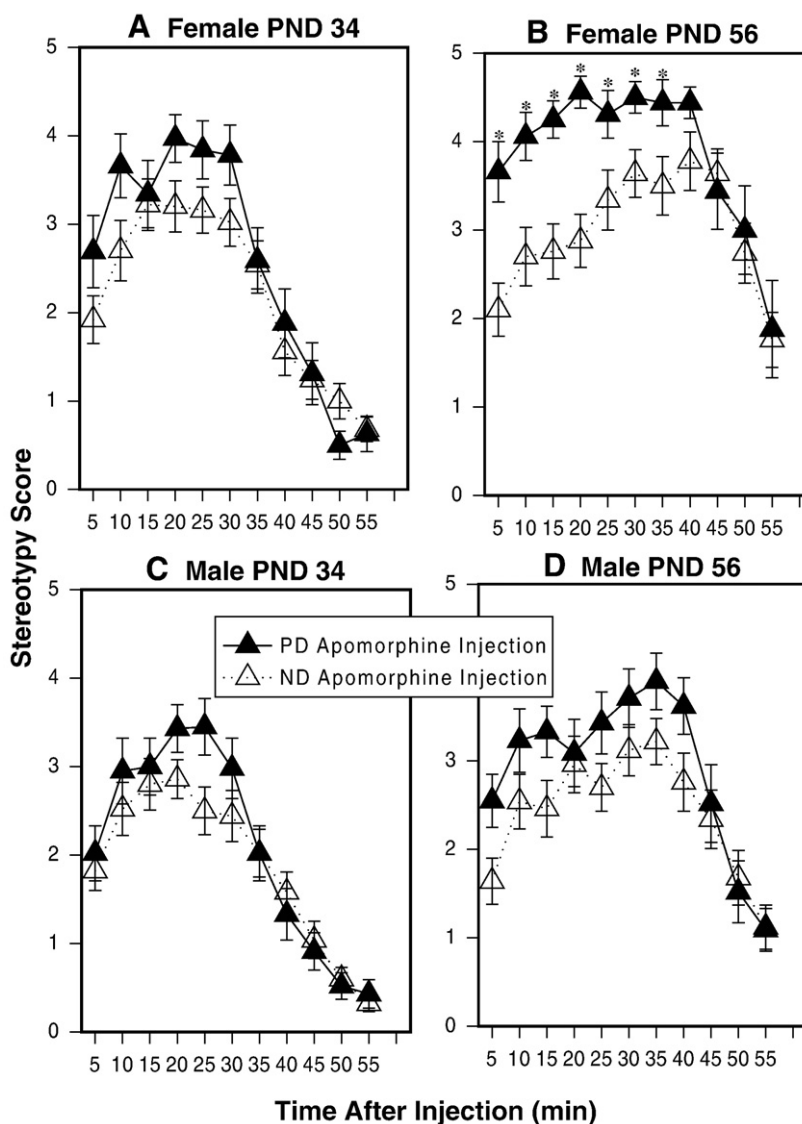 A Female PND 34
B Female PND 56
5
4
3
2
1
0
5 10 15 20 25 30 35 40 45 50 55
5
4
3
2
1
0
* * * * * * *
5 10 15 20 25 30 35 40 45 50 55
Stereotypy Score
C Male PND 34
D Male PND 56
5
4
3
2
1
0
5 10 15 20 25 30 35 40 45 50 55
5
4
3
2
1
0
5 10 15 20 25 30 35 40 45 50 55
PD Apomorphine Injection
ND Apomorphine Injection
Time After Injection (min)